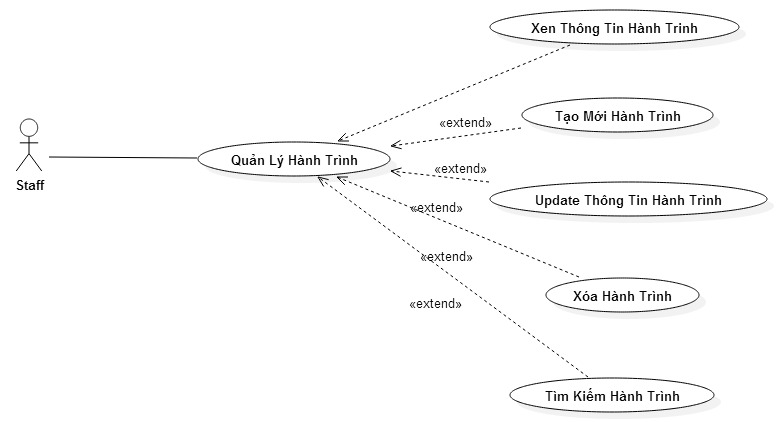 Xen Thông Tin Hành Trình
«extend»
Tạo Mới Hành Trình
Staff
Quản Lý Hành Trình
«extend»
Update Thông Tin Hành Trình
«extend»
«extend»
Xóa Hành Trình
«extend»
Tìm Kiếm Hành Trình